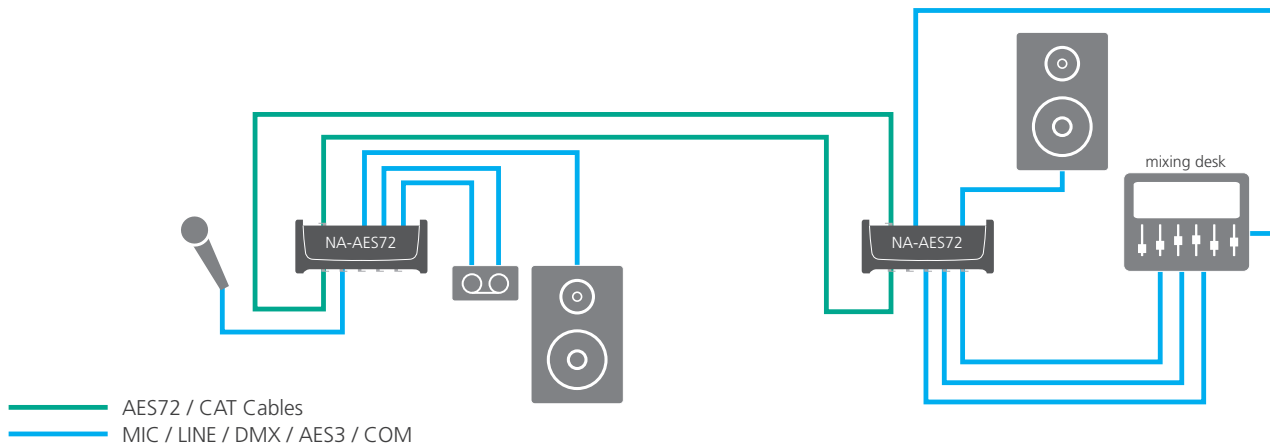 mixing desk
NA-AES72
NA-AES72
AES72 / CAT Cables
MIC / LINE / DMX / AES3 / COM